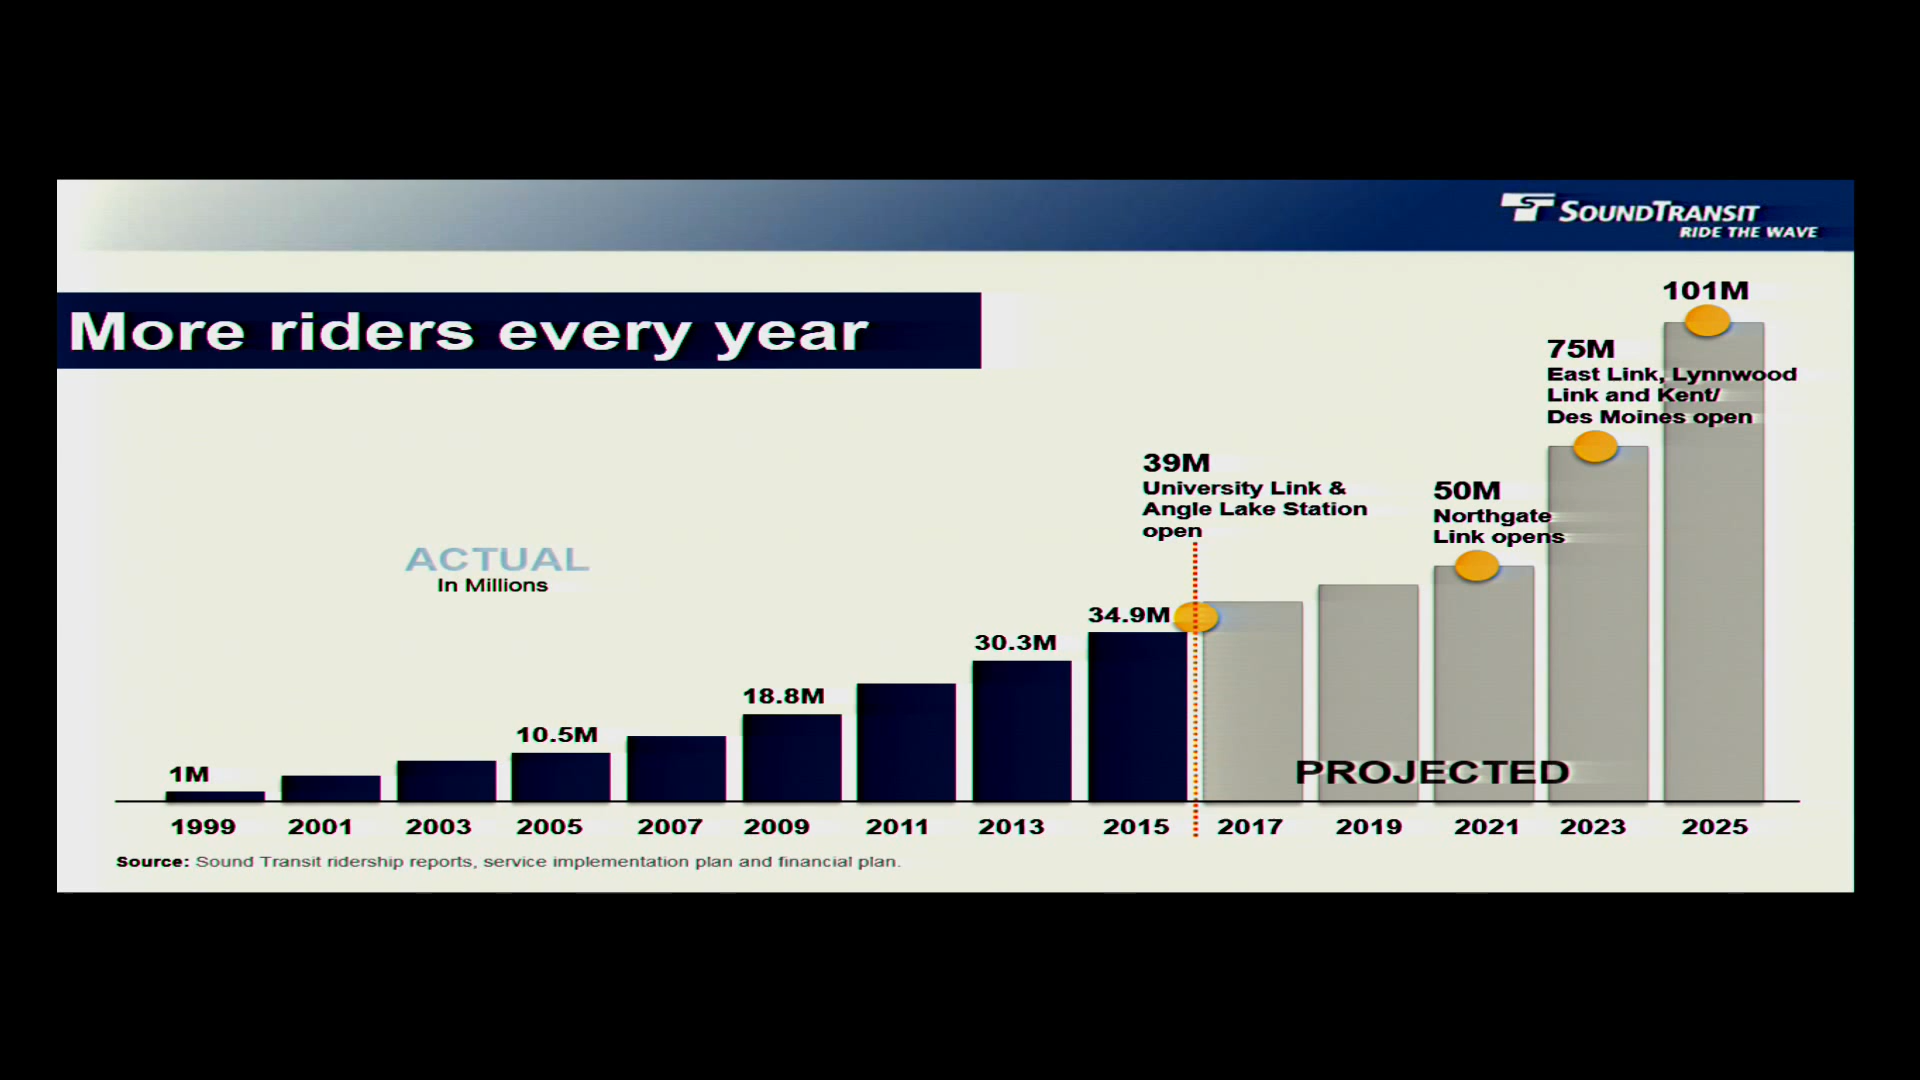 SOUNDTRANSIT
RIDE THE WAVE
More riders every year
101M
75M
East Link, Lynnwood
Link and Kent/
Des Moines open
39M
University Link &
Angle Lake Station
open
50M
Northgate
Link opens
ACTUAL
In Millions
1M
10.5M
18.8M
30.3M
34.9M
PROJECTED
1999 2001 2003 2005 2007 2009 2011 2013 2015 2017 2019 2021 2023 2025
Source: Sound Transit ridership reports, service implementation plan and financial plan.